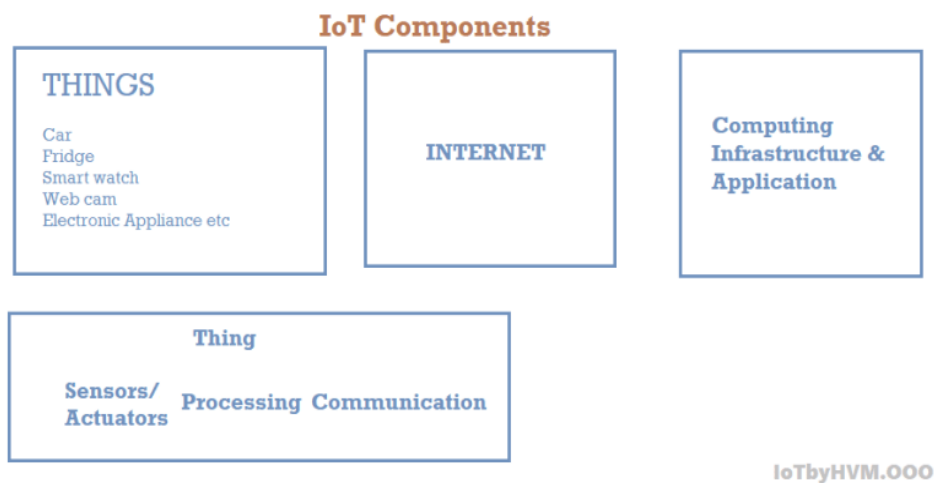 IoT Components
THINGS
Car
Fridge
Smart watch
Web cam
Electronic Appliance etc
INTERNET
Computing
Infrastructure &
Application
Thing
Sensors/
Actuators
Processing
Communication
IoTbyHVM.OOO